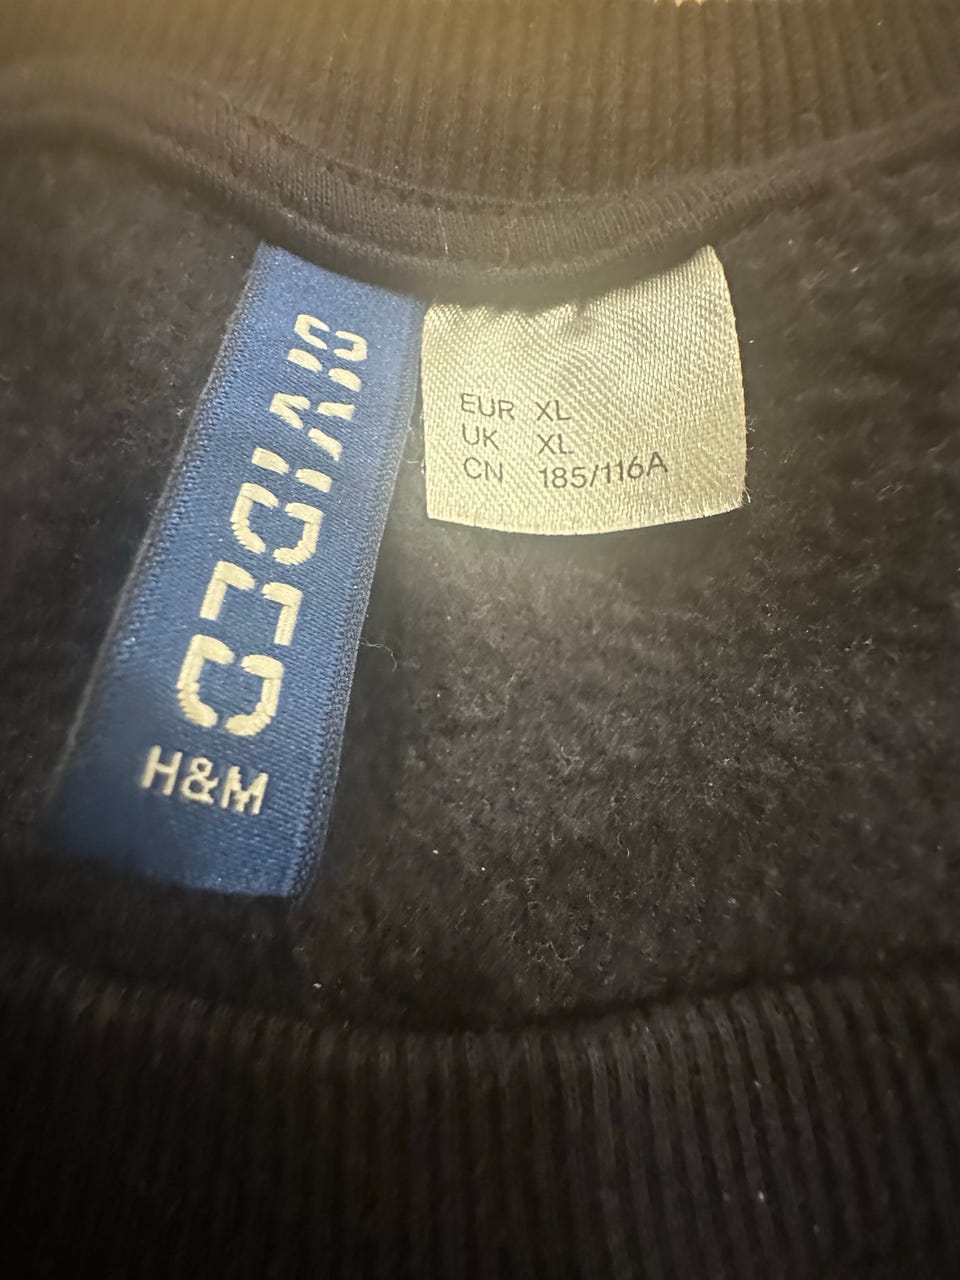 DIVIDED
H&M
EUR XL
UK XL
CN 185/116A